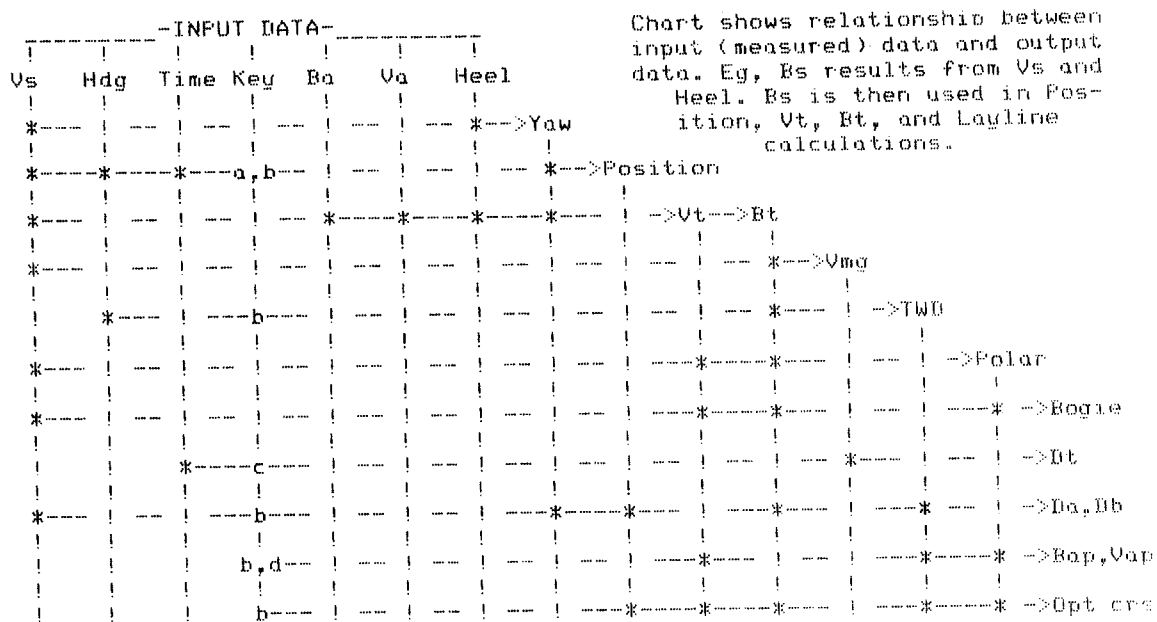 -INPUT DATA-
Chart shows relationship between
input (measured) data and output
data. Eg, Bs results from Vs and
Heel. Bs is then used in Pos-
ition, Vt, Bt, and Layline
calculations.
Vs Hdg Time Key Ba Va Heel
*--- ! -- ! -- ! -- ! -- ! -- *-->Yaw
*-----*-----*----a,b--- ! -- ! -- ! -- *-->Position
*--- ! -- ! -- ! -- *-----*-----*-----*--- ! ->Vt-->Bt
*--- ! -- ! -- ! -- ! -- ! -- ! -- ! -- ! -- ! -- *-->Vmg
! *--- ! ---b--- ! -- ! -- ! -- ! -- ! -- ! -- *--- ! ->TWD
*--- ! -- ! -- ! -- ! -- ! -- ! -- ! -----*-----*---- ! -- ! ->Polar
*--- ! -- ! -- ! -- ! -- ! -- ! -- ! -----*-----*---- ! -- ! ----* ->Bogie
! ! *-----c---- ! -- ! -- ! -- ! -- ! -- ! -- ! -- *--- ! -- ! ->Dt
*--- ! -- ! ---b--- ! -- ! -- ! -----*-----*--- ! -- *--- ! ----*-- ! ->Da,Db
! ! ! b,d-- ! -- ! -- ! -- ! -- ! ----*--- ! -- ! ----*-----* ->Bap,Vap
! ! ! b--- ! -- ! -- ! -- ! ----*-----*-----*--- ! ----*-----* ->Opt crs